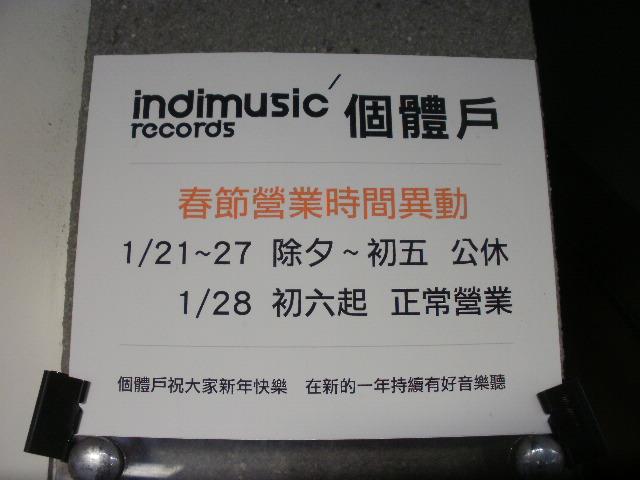 indimusic' 個體戶
records
春節營業時間異動
1/21~27 除夕~初五 公休
1/28 初六起 正常營業
個體戶祝大家新年快樂 在新的一年持續有好音樂聽